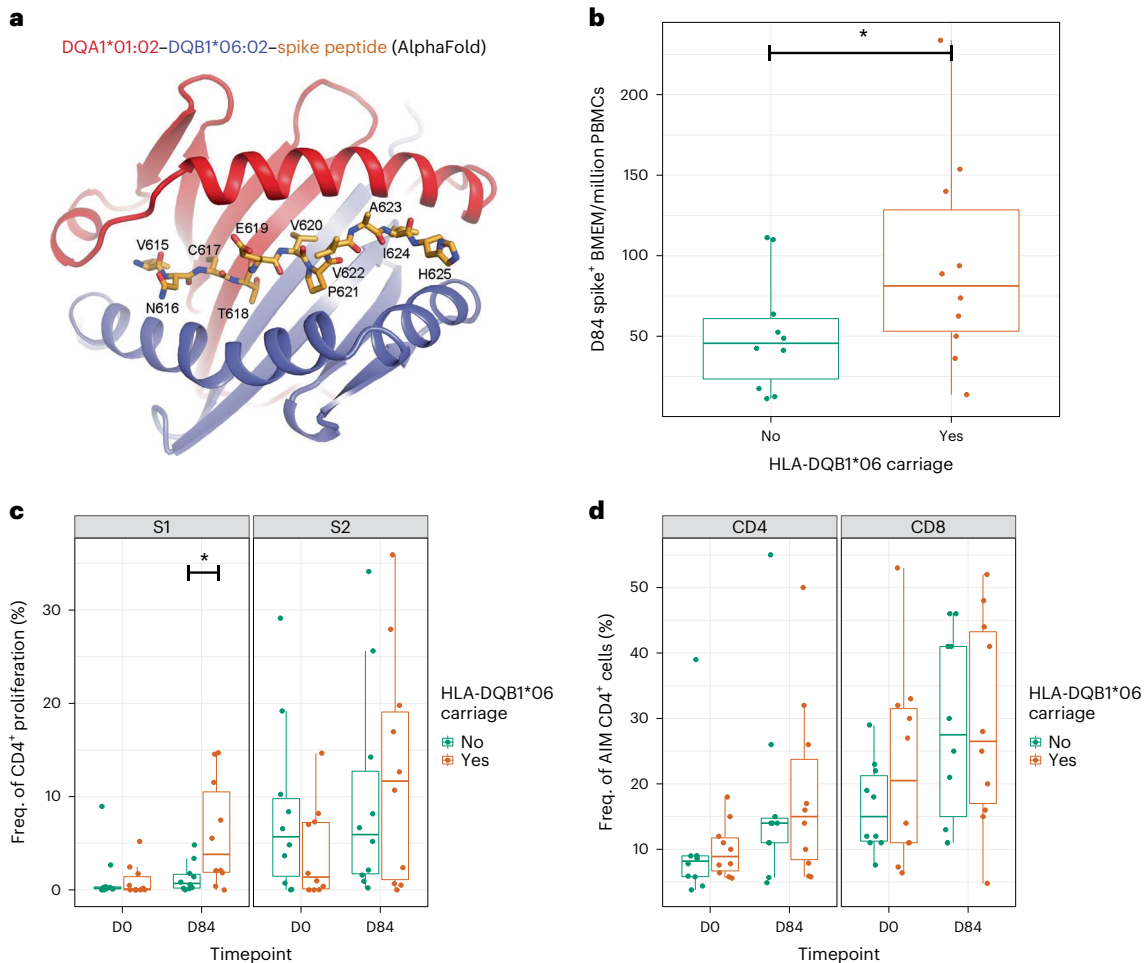 a
DQA1*01:02–DQB1*06:02–spike peptide (AlphaFold)
V615
N616
C617
T618
E619
V620
P621
V622
A623
I624
H625
b
D84 spike⁺ BMEM/million PBMCs
200
150
100
50
*
No
Yes
HLA-DQB1*06 carriage
c
S1
S2
*
Freq. of CD4⁺ proliferation (%)
30
20
10
0
D0
D84
D0
D84
Timepoint
HLA-DQB1*06
carriage
No
Yes
d
CD4
CD8
Freq. of AIM CD4⁺ cells (%)
50
40
30
20
10
D0
D84
D0
D84
Timepoint
HLA-DQB1*06
carriage
No
Yes